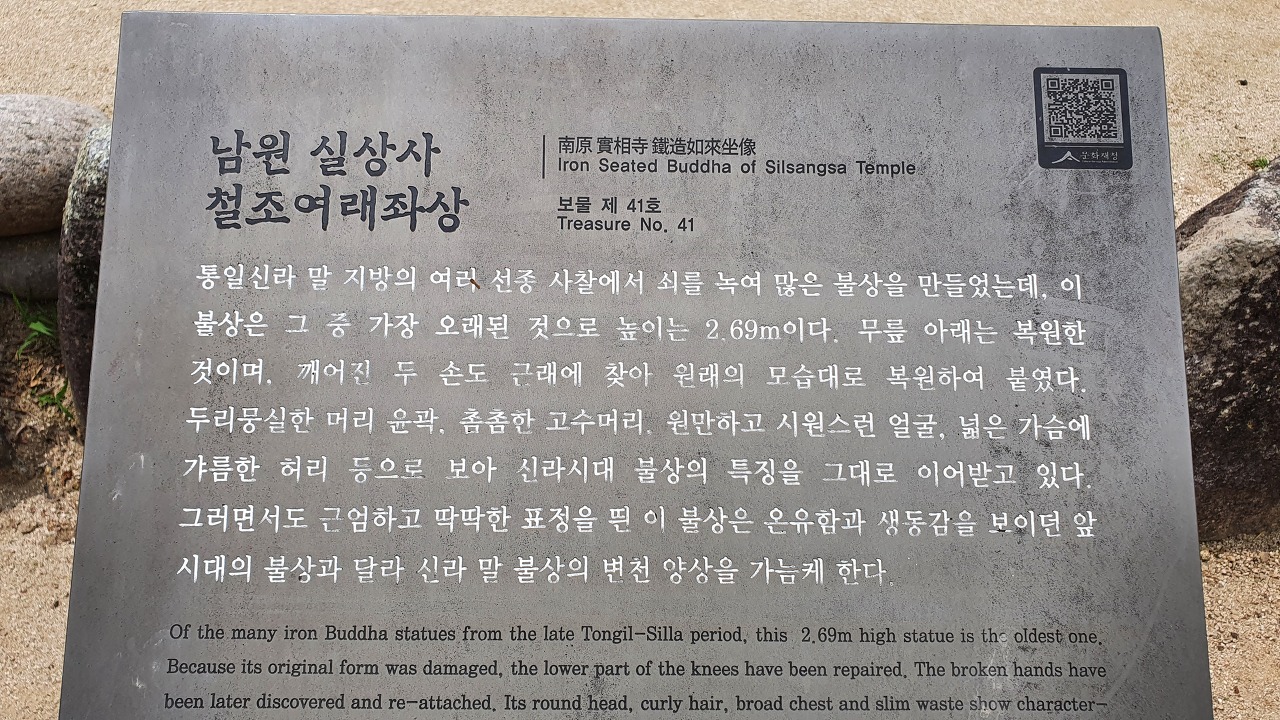 남원 실상사
철조여래좌상
南原 實相寺 鐵造如來坐像
Iron Seated Buddha of Silsangsa Temple
보물 제 41호
Treasure No. 41
문화재청
통일신라 말 지방의 여러 선종 사찰에서 쇠를 녹여 많은 불상을 만들었는데, 이
불상은 그 중 가장 오래된 것으로 높이는 2.69m이다. 무릎 아래는 복원한
것이며, 깨어진 두 손도 근래에 찾아 원래의 모습대로 복원하여 붙였다.
두리뭉실한 머리 윤곽, 촘촘한 고수머리, 원만하고 시원스런 얼굴, 넓은 가슴에
갸름한 허리 등으로 보아 신라시대 불상의 특징을 그대로 이어받고 있다.
그러면서도 근엄하고 딱딱한 표정을 띈 이 불상은 온유함과 생동감을 보이던 앞
시대의 불상과 달라 신라 말 불상의 변천 양상을 가늠케 한다.
Of the many iron Buddha statues from the late Tongil-Silla period, this 2.69m high statue is the oldest one.
Because its original form was damaged, the lower part of the knees have been repaired. The broken hands have
been later discovered and re-attached. Its round head, curly hair, broad chest and slim waste show character-